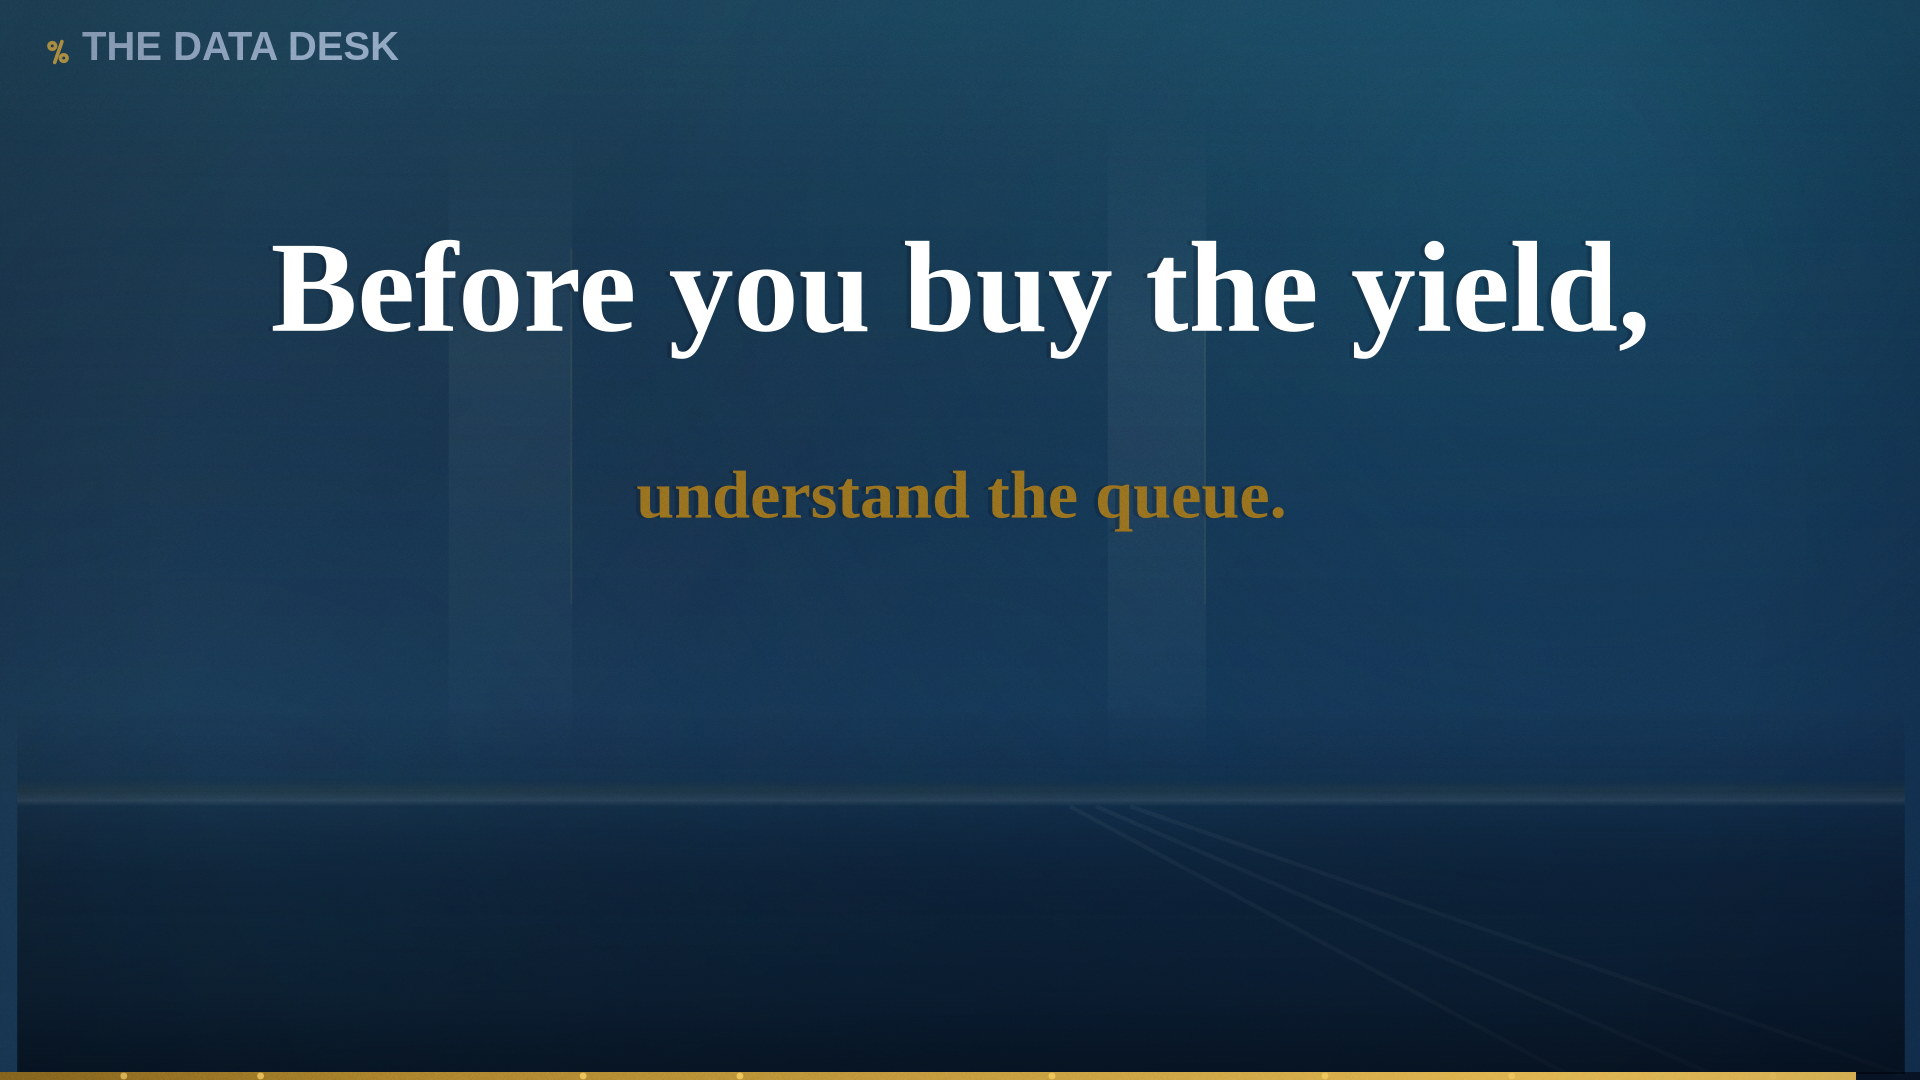 % THE DATA DESK
Before you buy the yield,
understand the queue.